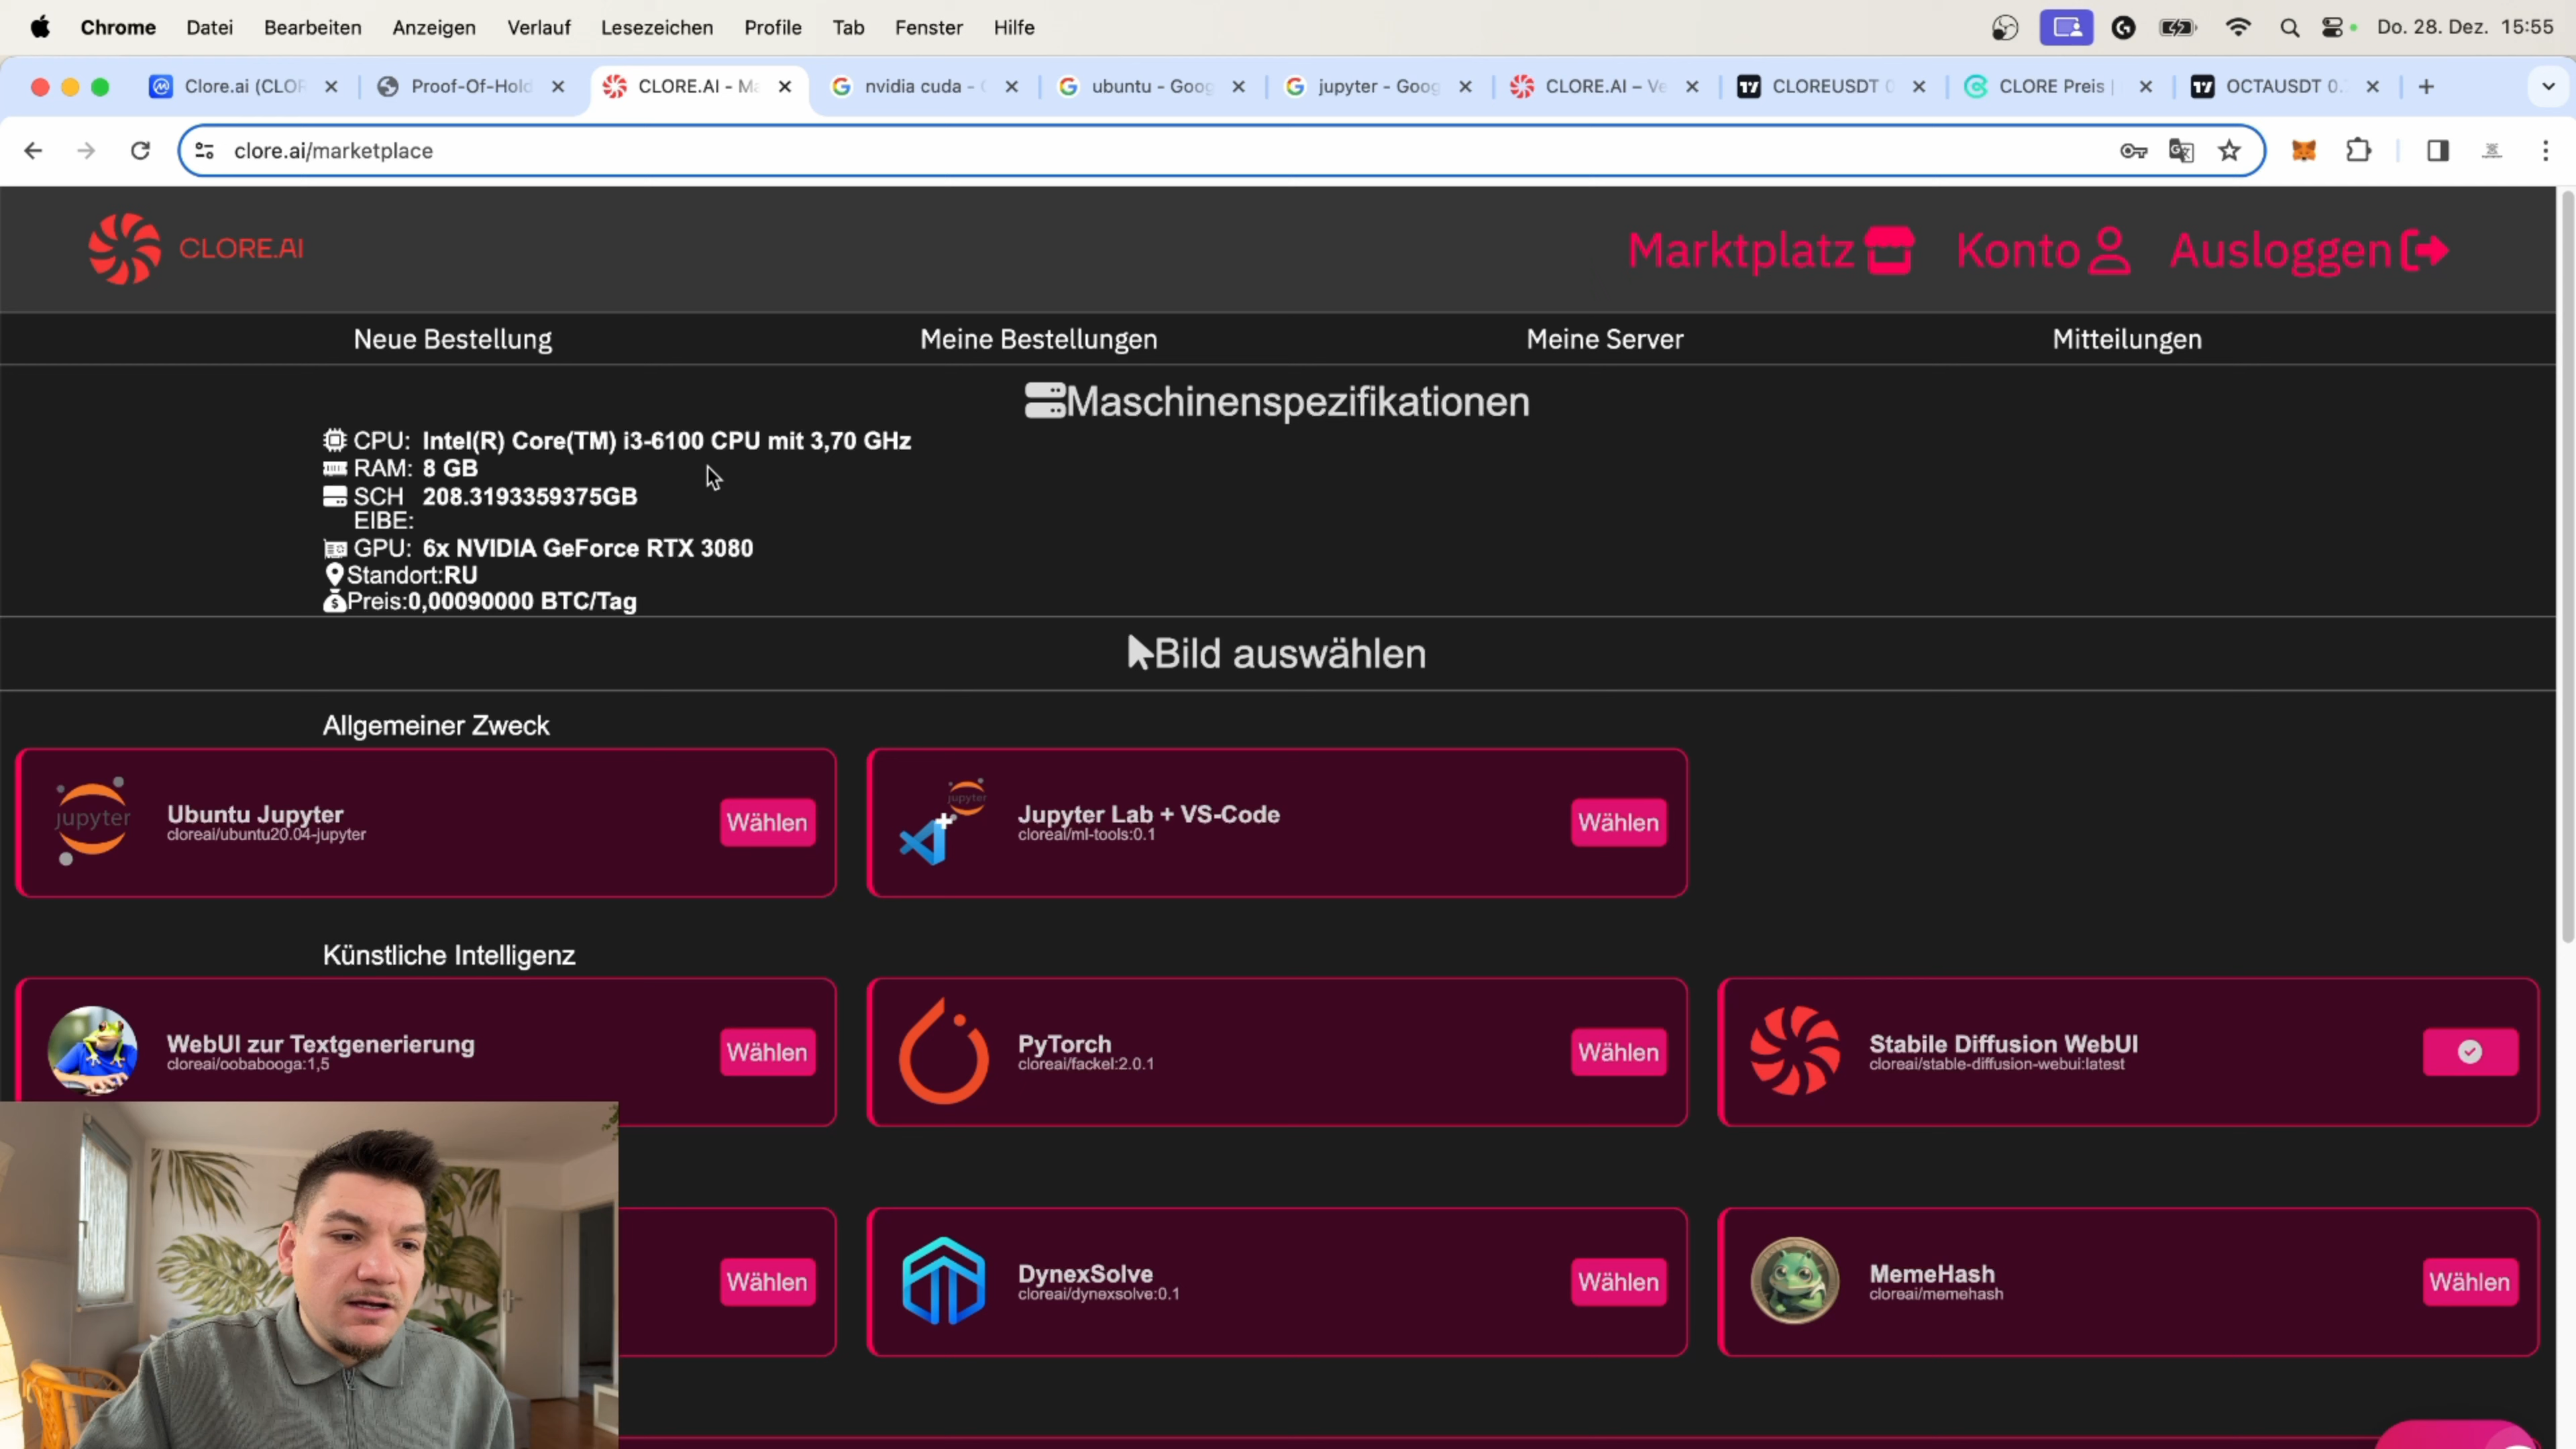 Chrome Datei Bearbeiten Anzeigen Verlauf Lesezeichen Profile Tab Fenster Hilfe Do. 28. Dez. 15:55
Clore.ai (CLOR Proof-Of-Hold CLORE.AI - Ma nvidia cuda - G ubuntu - Goog jupyter - Goog CLORE.AI – Ve CLOREUSDT 0 CLORE Preis | OCTAUSDT 0.
clore.ai/marketplace
CLORE.AI Marktplatz Konto Ausloggen
Neue Bestellung Meine Bestellungen Meine Server Mitteilungen
Maschinenspezifikationen
CPU: Intel(R) Core(TM) i3-6100 CPU mit 3,70 GHz
RAM: 8 GB
SCH 208.3193359375GB
EIBE:
GPU: 6x NVIDIA GeForce RTX 3080
Standort:RU
Preis:0,00090000 BTC/Tag
Bild auswählen
Allgemeiner Zweck
jupyter
Ubuntu Jupyter
cloreai/ubuntu20.04-jupyter
Wählen
jupyter
Jupyter Lab + VS-Code
cloreai/ml-tools:0.1
Wählen
Künstliche Intelligenz
WebUI zur Textgenerierung
cloreai/oobabooga:1,5
Wählen
PyTorch
cloreai/fackel:2.0.1
Wählen
Stabile Diffusion WebUI
cloreai/stable-diffusion-webui:latest
Wählen
DynexSolve
cloreai/dynexsolve:0.1
Wählen
MemeHash
cloreai/memehash
Wählen